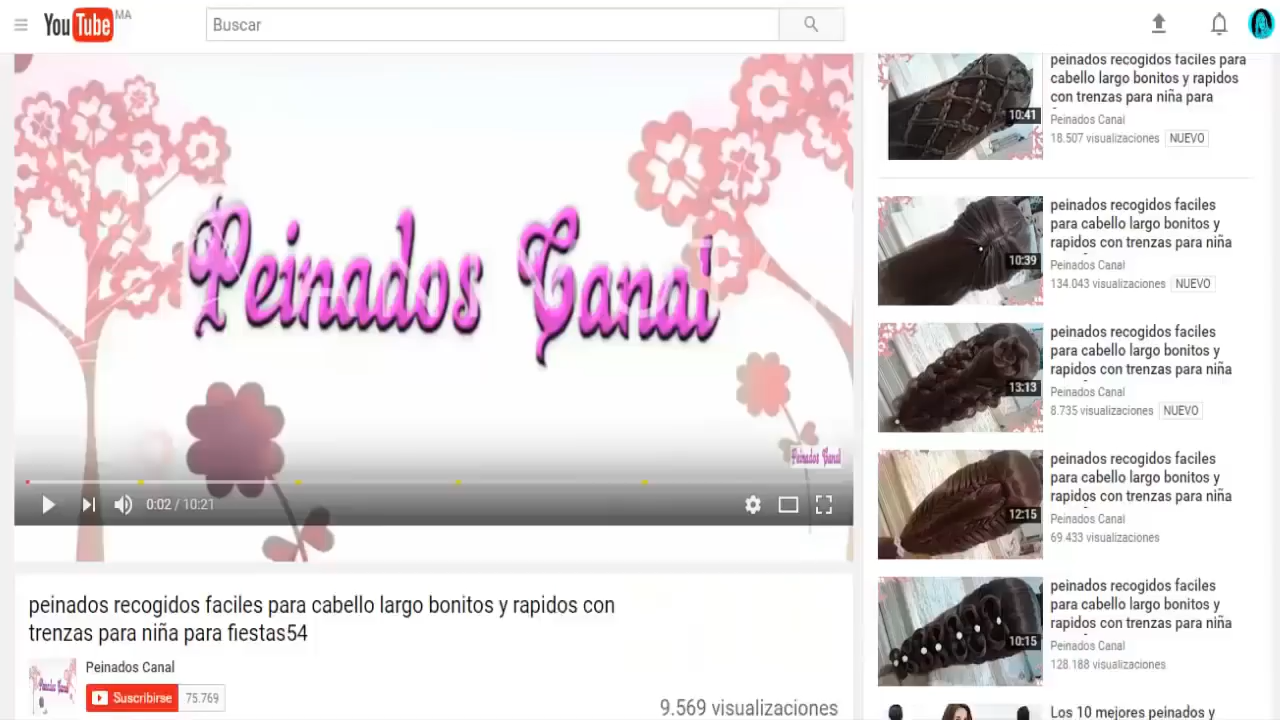 YouTube MA
Buscar
Peinados Canal
Peinados Canal
0:02 / 10:21
peinados recogidos faciles para cabello largo bonitos y rapidos con
trenzas para niña para fiestas54
Peinados Canal
Peinados Canal
Suscribirse 75.769
9.569 visualizaciones
10:41
peinados recogidos faciles para
cabello largo bonitos y rapidos
con trenzas para niña para
Peinados Canal
18.507 visualizaciones NUEVO
10:39
peinados recogidos faciles
para cabello largo bonitos y
rapidos con trenzas para niña
Peinados Canal
134.043 visualizaciones NUEVO
13:13
peinados recogidos faciles
para cabello largo bonitos y
rapidos con trenzas para niña
Peinados Canal
8.735 visualizaciones NUEVO
12:15
peinados recogidos faciles
para cabello largo bonitos y
rapidos con trenzas para niña
Peinados Canal
69.433 visualizaciones
10:15
peinados recogidos faciles
para cabello largo bonitos y
rapidos con trenzas para niña
Peinados Canal
128.188 visualizaciones
Los 10 mejores peinados y